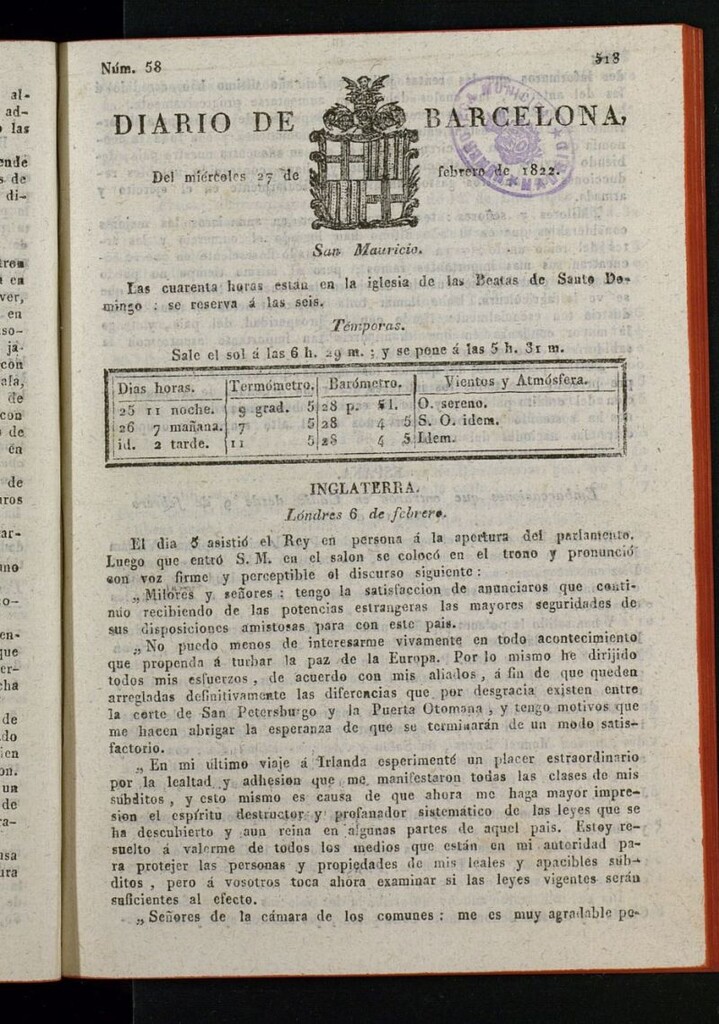 Núm. 58
518
DIARIO DE BARCELONA,
Del miércoles 27 de febrero de 1822.
San Mauricio.
Las cuarenta horas están en la iglesia de las Beatas de Santo Do-
mingo : se reserva á las seis.
Témporas.
Sale el sol á las 6 h. 29 m. ; y se pone á las 5 h. 31 m.
Dias horas. Termómetro. Barómetro. Vientos y Atmósfera.
25 11 noche. 9 grad. 5 28 p. 51. O. sereno.
26 7 mañana. 7 5 28 4 5 S. O. idem.
id. 2 tarde. 11 5 28 4 5 Idem.
INGLATERRA.
Lóndres 6 de febrero.
El dia 5 asistió el Rey en persona á la apertura del parlamento.
Luego que entró S. M. en el salon se colocó en el trono y pronunció
con voz firme y perceptible el discurso siguiente :
„Milores y señores : tengo la satisfaccion de anunciaros que conti-
núo recibiendo de las potencias estrangeras las mayores seguridades de
sus disposiciones amistosas para con este pais.
„No puedo menos de interesarme vivamente en todo acontecimiento
que propenda á turbar la paz de la Europa. Por lo mismo he dirijido
todos mis esfuerzos , de acuerdo con mis aliados , á fin de que queden
arregladas definitivamente las diferencias que por desgracia existen entre
la corte de San Petersburgo y la Puerta Otomana , y tengo motivos que
me hacen abrigar la esperanza de que se terminarán de un modo satis-
factorio.
„En mi último viaje á Irlanda esperimenté un placer estraordinario
por la lealtad y adhesion que me manifestaron todas las clases de mis
súbditos , y esto mismo es causa de que ahora me haga mayor impre-
sion el espíritu destructor y profanador sistemático de las leyes que se
ha descubierto y aun reina en algunas partes de aquel pais. Estoy re-
suelto á valerme de todos los medios que están en mi autoridad pa-
ra protejer las personas y propiedades de mis leales y apacibles súb-
ditos , pero á vosotros toca ahora examinar si las leyes vigentes serán
suficientes al efecto.
„Señores de la cámara de los comunes : me es muy agradable po-